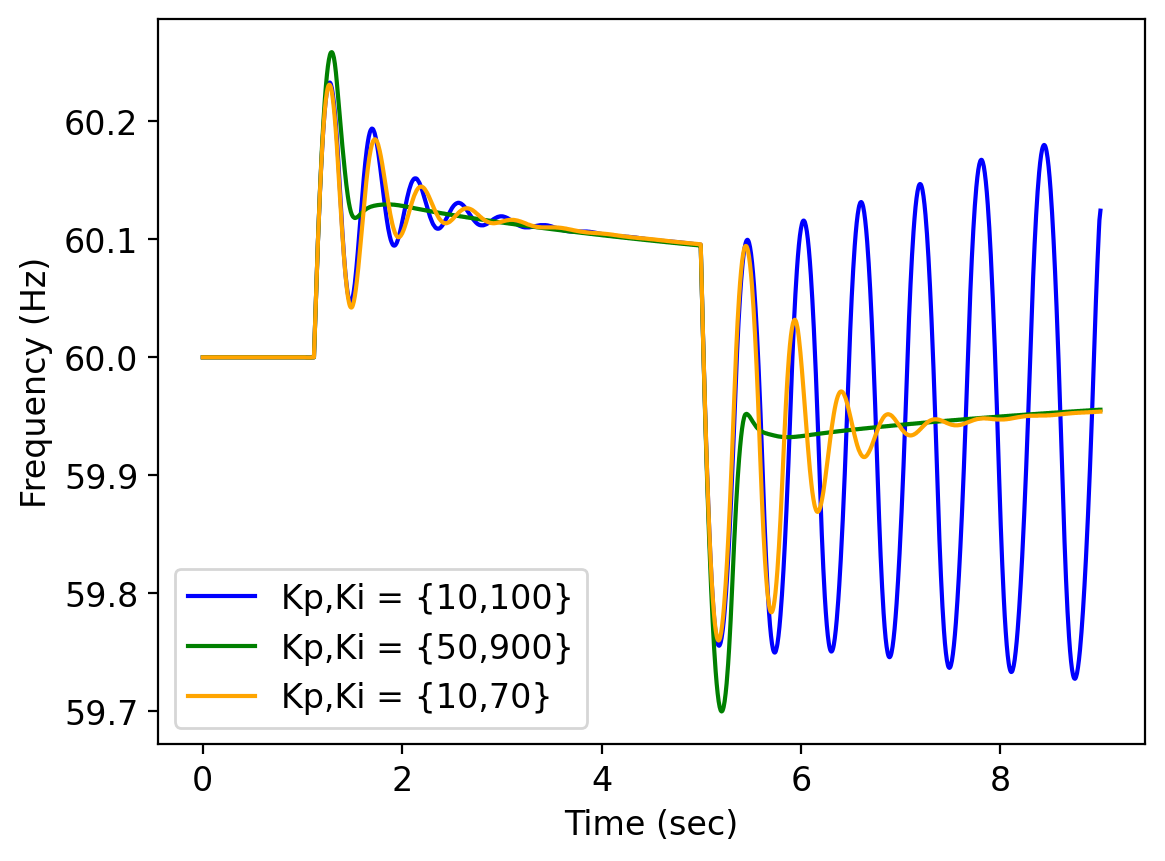 Frequency (Hz)
60.2
60.1
60.0
59.9
59.8
59.7
Kp,Ki = {10,100}
Kp,Ki = {50,900}
Kp,Ki = {10,70}
0 2 4 6 8
Time (sec)